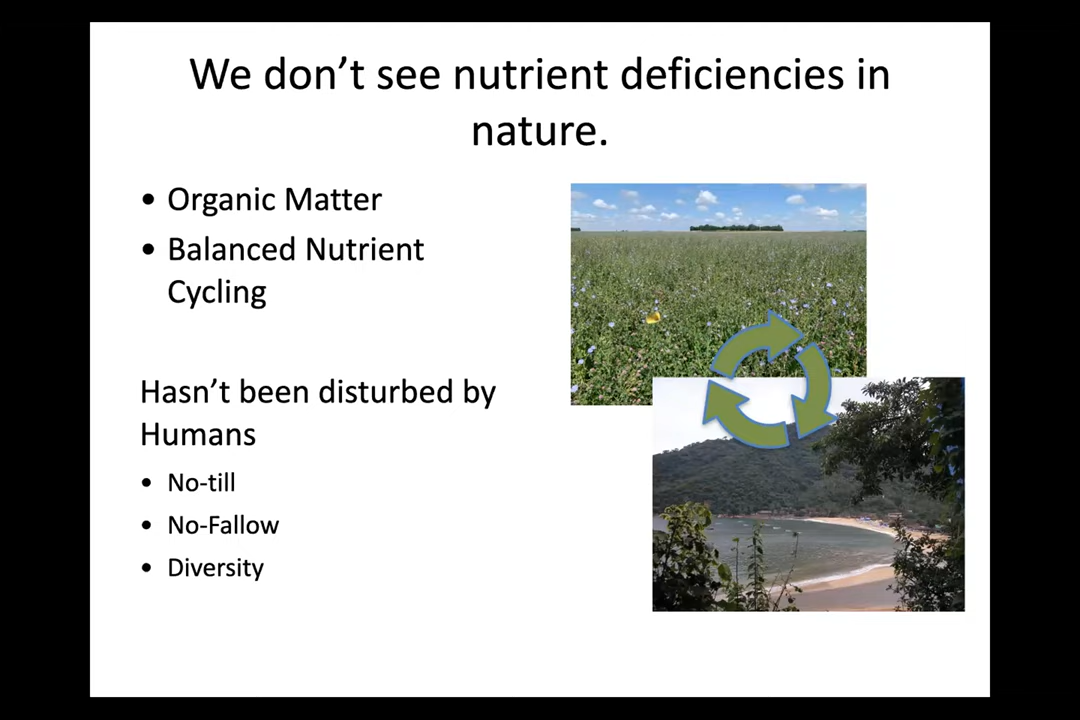 We don’t see nutrient deficiencies in
nature.
• Organic Matter
• Balanced Nutrient
Cycling
Hasn’t been disturbed by
Humans
• No-till
• No-Fallow
• Diversity